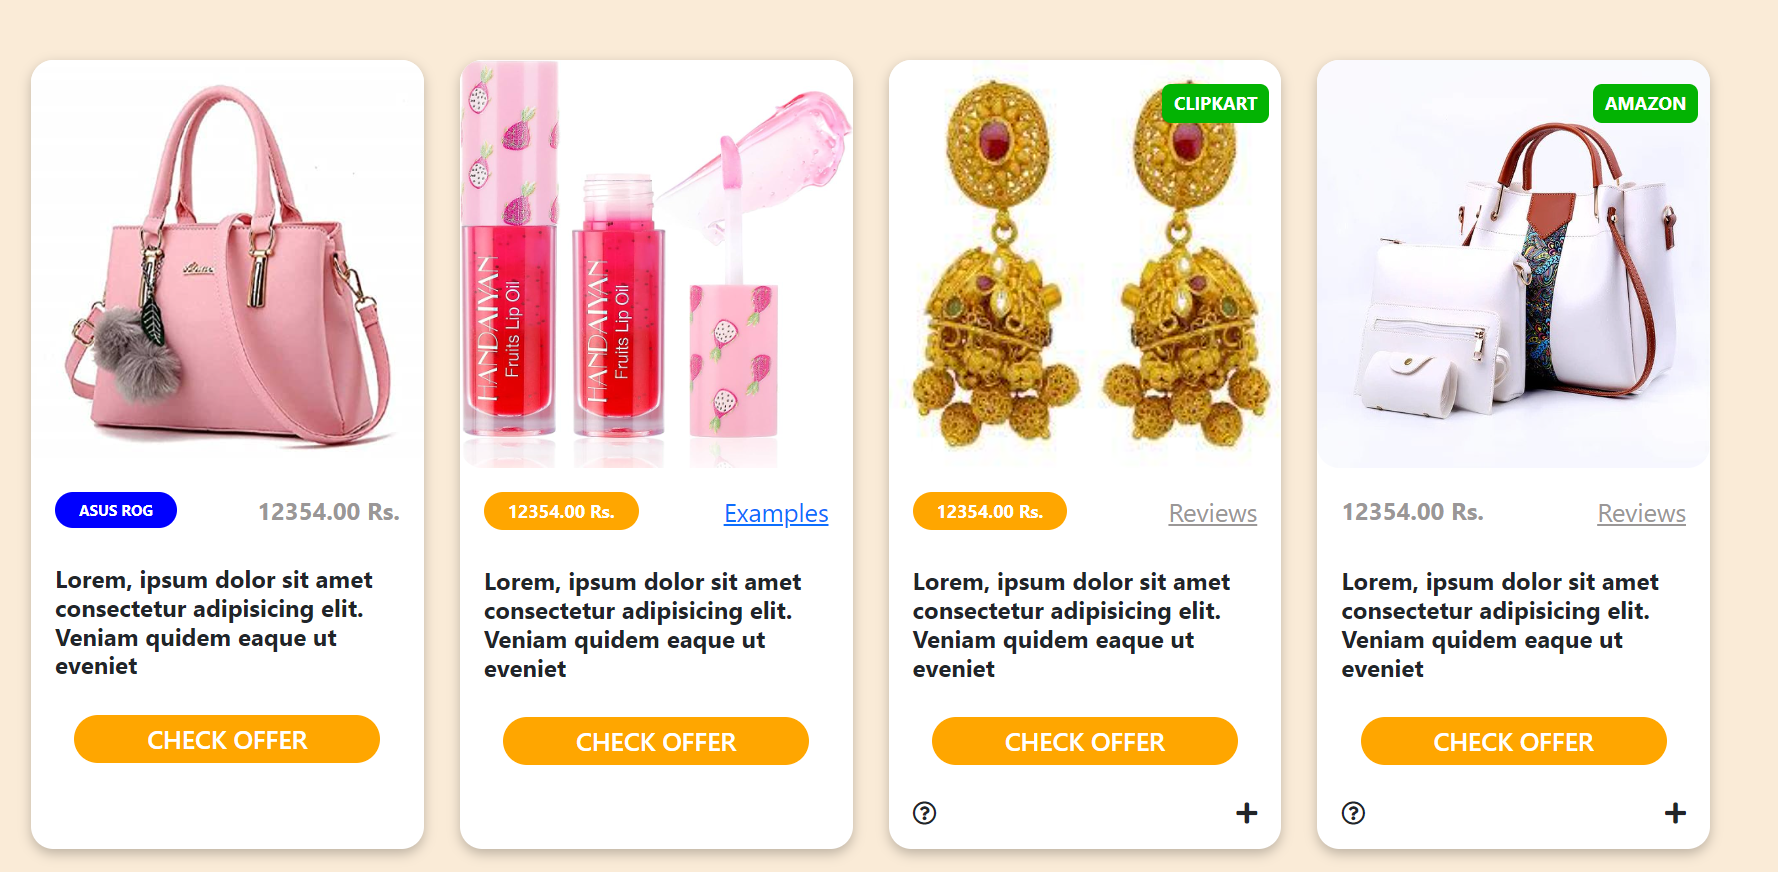 ASUS ROG
12354.00 Rs.
Lorem, ipsum dolor sit amet
consectetur adipisicing elit.
Veniam quidem eaque ut
eveniet
CHECK OFFER
HANDAIYAN
Fruits Lip Oil
HANDAIYAN
Fruits Lip Oil
12354.00 Rs.
Examples
Lorem, ipsum dolor sit amet
consectetur adipisicing elit.
Veniam quidem eaque ut
eveniet
CHECK OFFER
CLIPKART
12354.00 Rs.
Reviews
Lorem, ipsum dolor sit amet
consectetur adipisicing elit.
Veniam quidem eaque ut
eveniet
CHECK OFFER
AMAZON
12354.00 Rs.
Reviews
Lorem, ipsum dolor sit amet
consectetur adipisicing elit.
Veniam quidem eaque ut
eveniet
CHECK OFFER